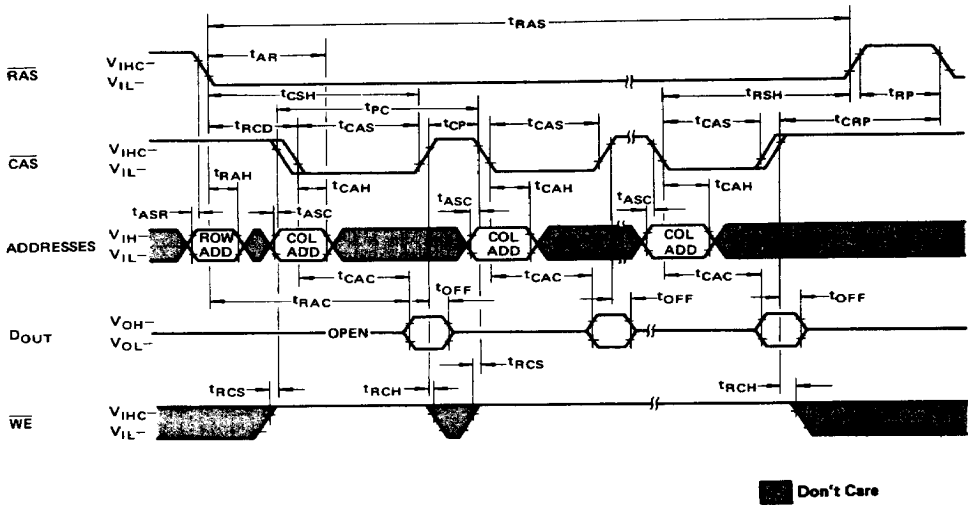 tRAS
tAR
RAS
VIHC–
VIL–
tCSH
tPC
tRSH
tRP
tRCD
tCAS
tCP
tCAS
tCAS
tCRP
CAS
VIHC–
VIL–
tRAH
tCAH
tCAH
tCAH
tASR
tASC
tASC
tASC
ADDRESSES
VIH–
VIL–
ROW ADD
COL ADD
COL ADD
COL ADD
tCAC
tCAC
tCAC
tRAC
tOFF
tOFF
tOFF
DOUT
VOH–
VOL–
OPEN
tRCS
tRCH
tRCS
tRCH
WE
VIHC–
VIL–
Don't Care